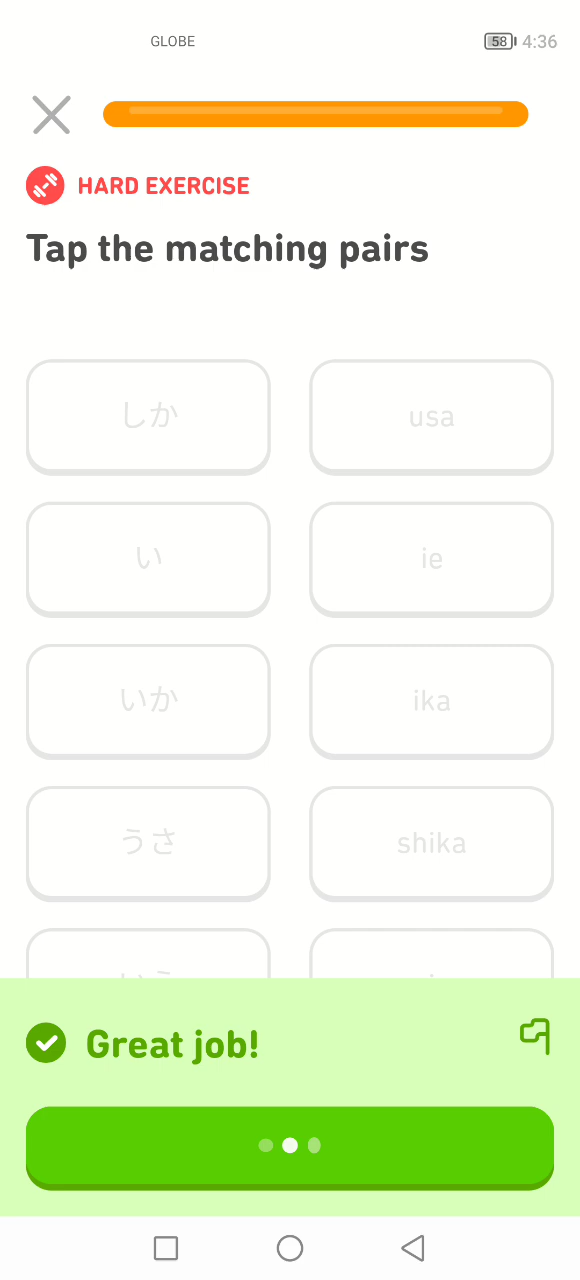 GLOBE
58 4:36
HARD EXERCISE
Tap the matching pairs
しか usa
い ie
いか ika
うさ shika
Great job!